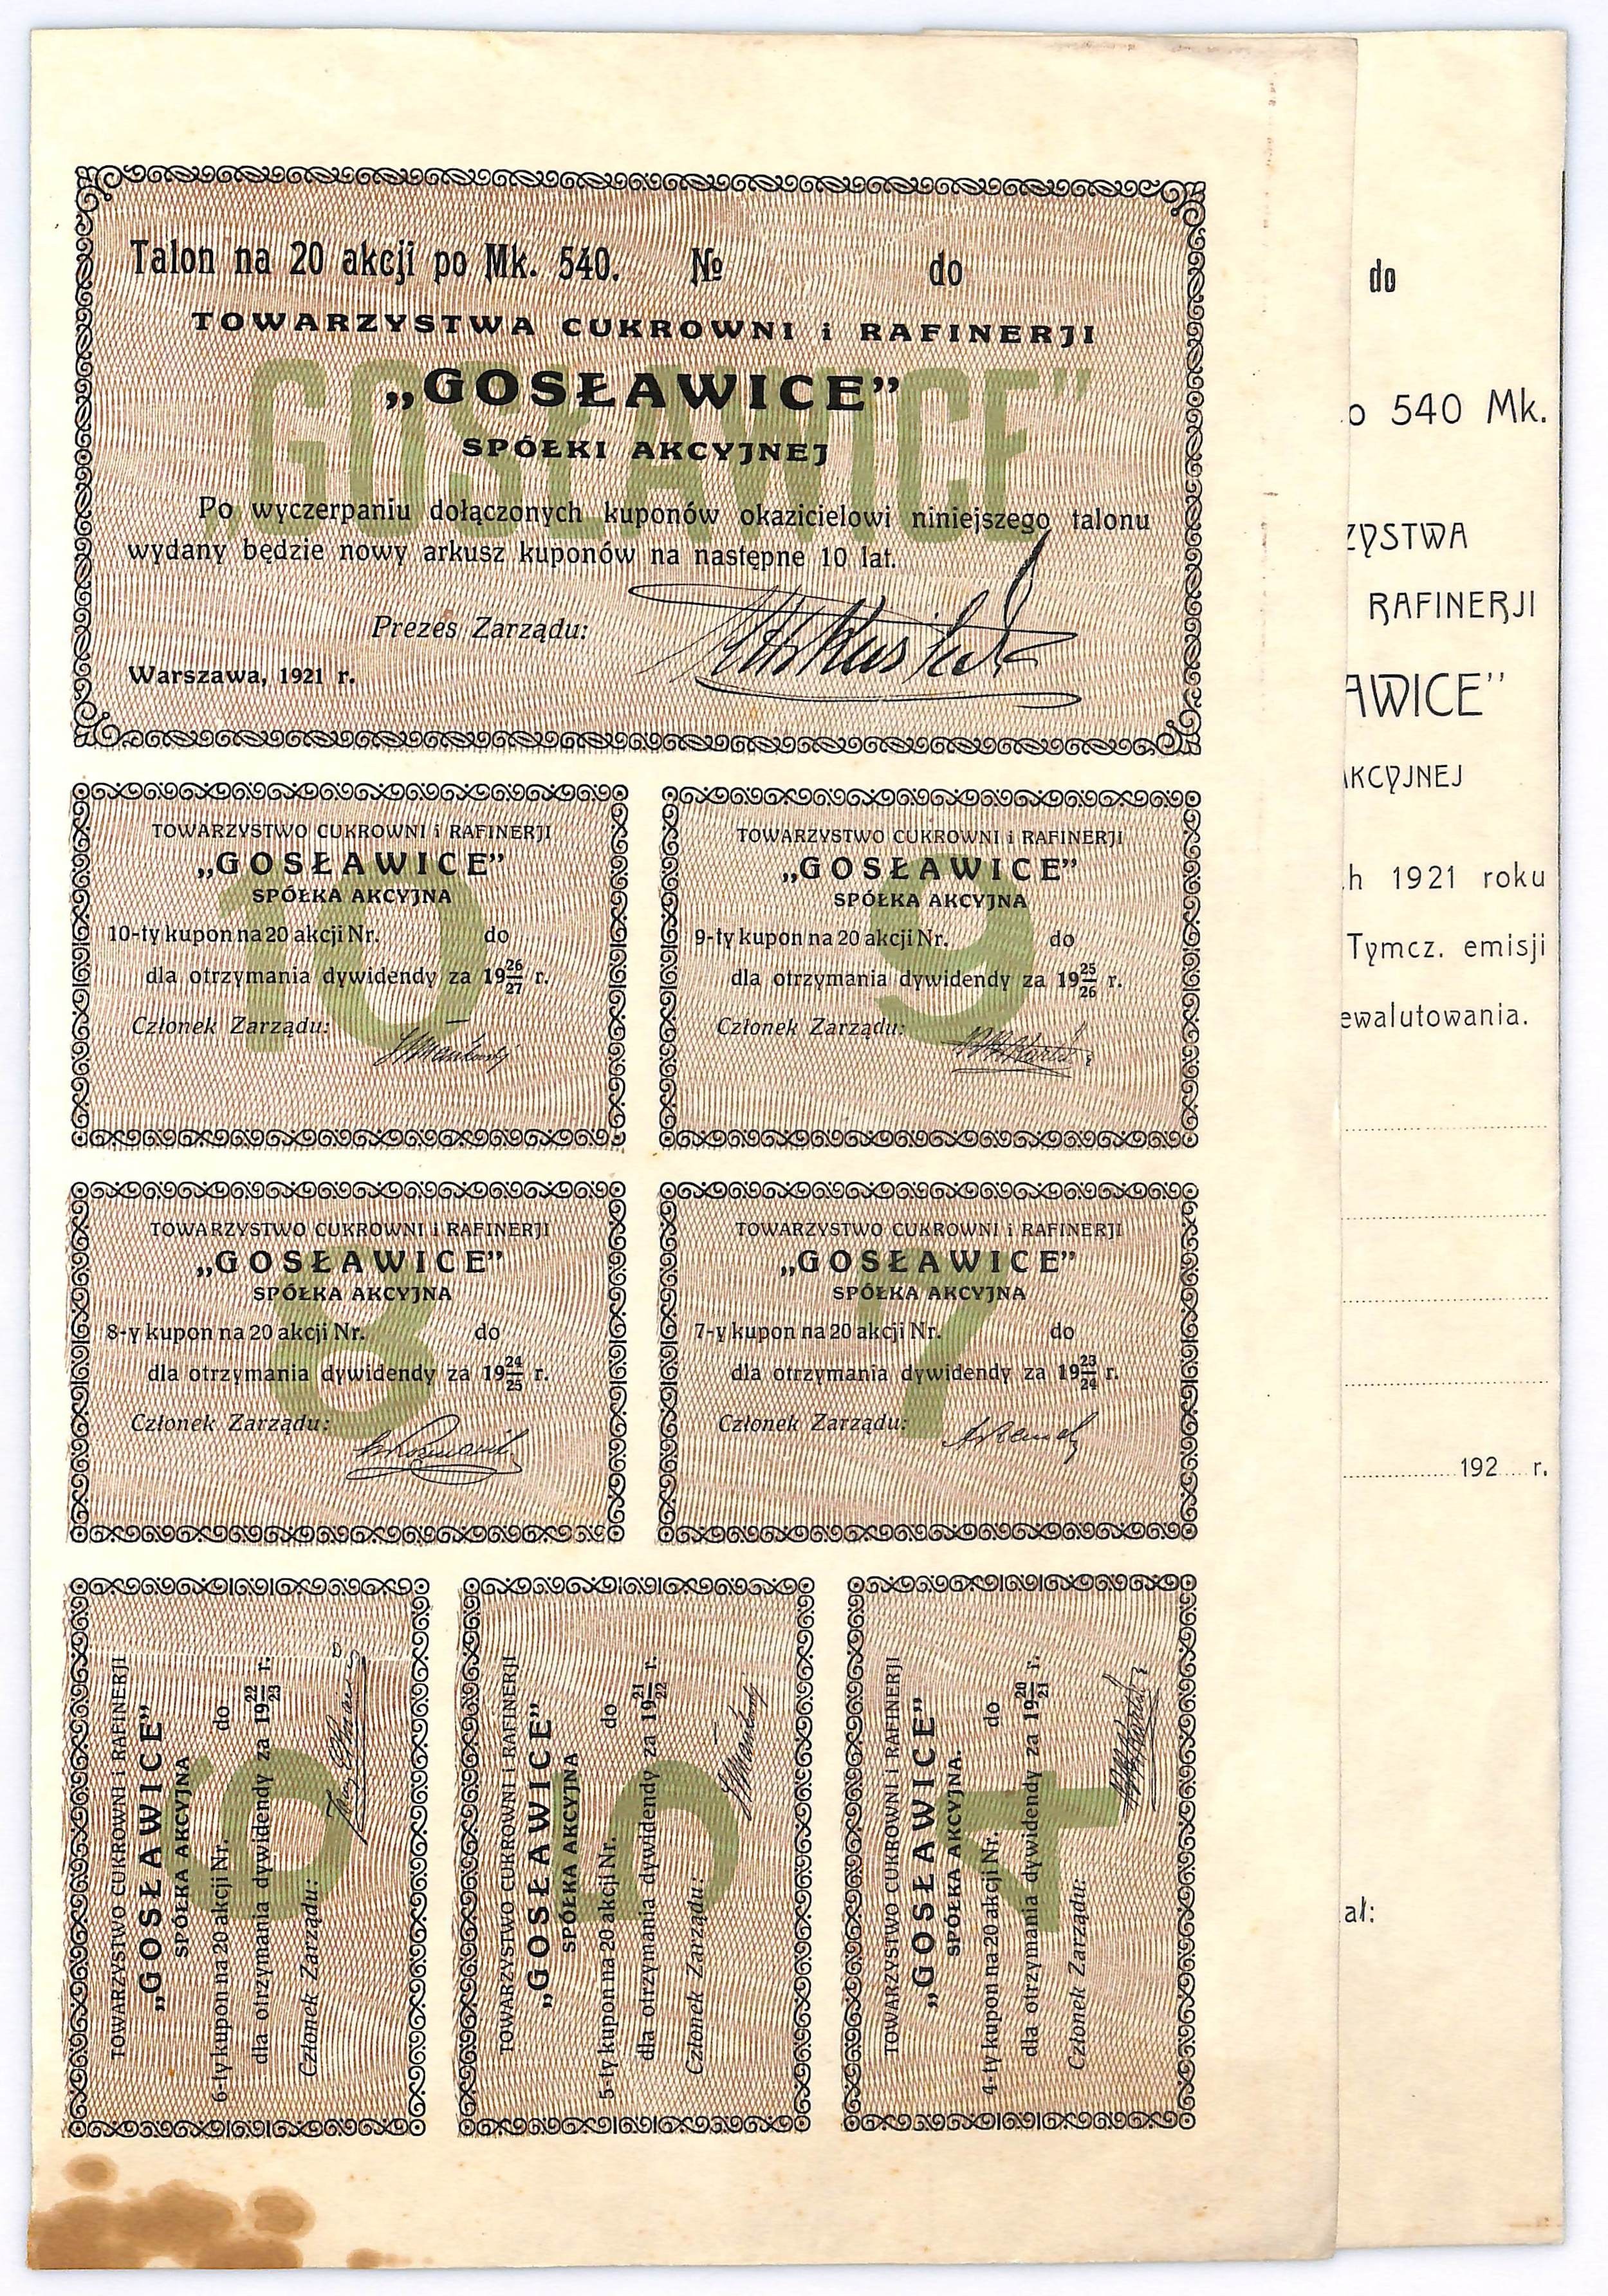 Talon na 20 akcji po Mk. 540. № do
TOWARZYSTWA CUKROWNI i RAFINERJI
„GOSŁAWICE”
„GOSŁAWICE”
SPÓŁKI AKCYJNEJ
Po wyczerpaniu dołączonych kuponów okazicielowi niniejszego talonu
wydany będzie nowy arkusz kuponów na następne 10 lat.
Prezes Zarządu:
Warszawa, 1921 r.
TOWARZYSTWO CUKROWNI i RAFINERJI
„GOSŁAWICE”
SPÓŁKA AKCYJNA
10
10-ty kupon na 20 akcji Nr. do
dla otrzymania dywidendy za 19 26/27 r.
Członek Zarządu:
TOWARZYSTWO CUKROWNI i RAFINERJI
„GOSŁAWICE”
SPÓŁKA AKCYJNA
9
9-ty kupon na 20 akcji Nr. do
dla otrzymania dywidendy za 19 25/26 r.
Członek Zarządu:
TOWARZYSTWO CUKROWNI i RAFINERJI
„GOSŁAWICE”
SPÓŁKA AKCYJNA
8
8-y kupon na 20 akcji Nr. do
dla otrzymania dywidendy za 19 24/25 r.
Członek Zarządu:
TOWARZYSTWO CUKROWNI i RAFINERJI
„GOSŁAWICE”
SPÓŁKA AKCYJNA
7
7-y kupon na 20 akcji Nr. do
dla otrzymania dywidendy za 19 23/24 r.
Członek Zarządu:
TOWARZYSTWO CUKROWNI i RAFINERJI
„GOSŁAWICE”
SPÓŁKA AKCYJNA
6
6-ty kupon na 20 akcji Nr. do
dla otrzymania dywidendy za 19 22/23 r.
Członek Zarządu:
TOWARZYSTWO CUKROWNI i RAFINERJI
„GOSŁAWICE”
SPÓŁKA AKCYJNA
5
5-ty kupon na 20 akcji Nr. do
dla otrzymania dywidendy za 19 21/22 r.
Członek Zarządu:
TOWARZYSTWO CUKROWNI i RAFINERJI
„GOSŁAWICE”
SPÓŁKA AKCYJNA.
4
4-ty kupon na 20 akcji Nr. do
dla otrzymania dywidendy za 19 20/21 r.
Członek Zarządu:
do
o 540 Mk.
ZYSTWA
RAFINERJI
AWICE”
AKCYJNEJ
h 1921 roku
Tymcz. emisji
ewalutowania.
192 r.
ał: